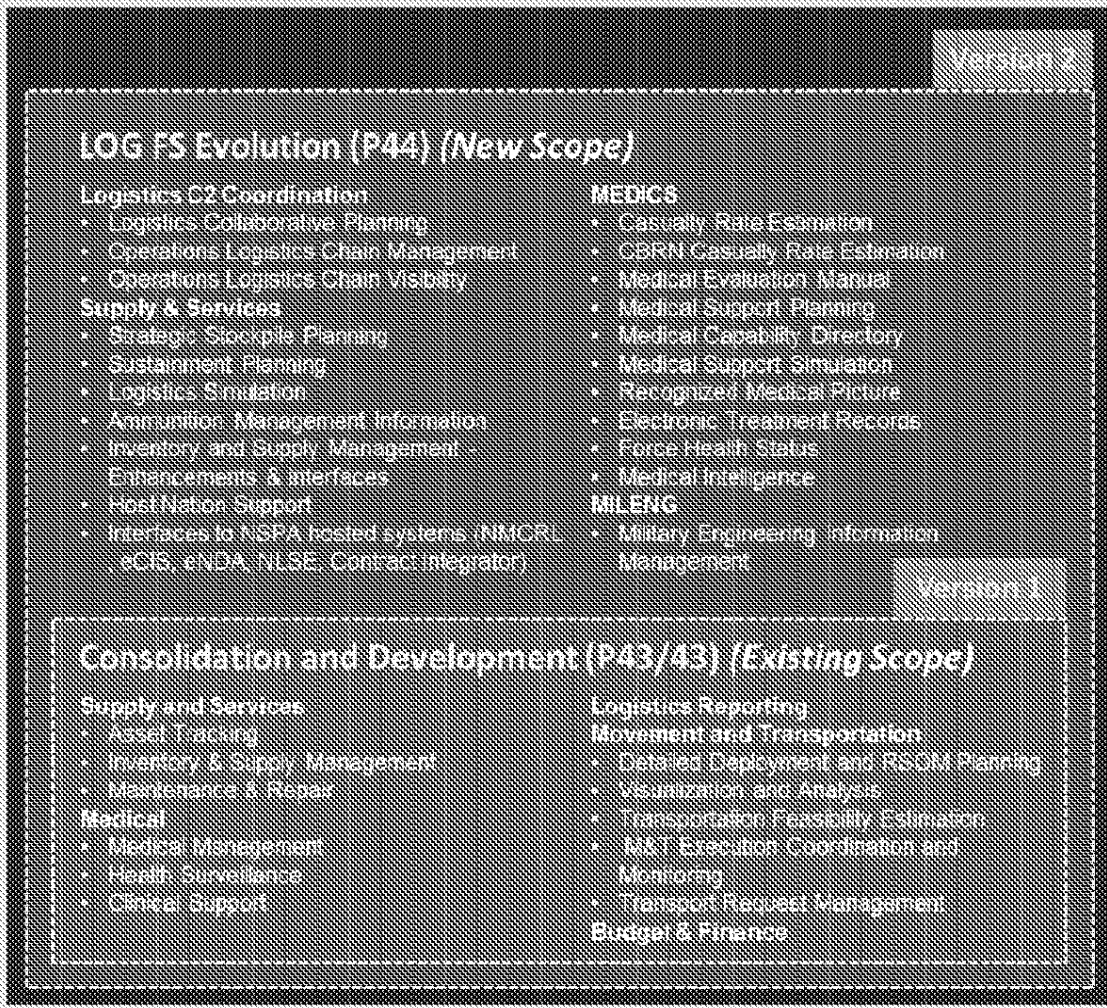 Version 2
LOG FS Evolution (P44) (New Scope)
Logistics C2 Coordination
• Logistics Collaborative Planning
• Operations Logistics Chain Management
• Operations Logistics Chain Visibility
Supply & Services
• Strategic Stockpile Planning
• Sustainment Planning
• Logistics Simulation
• Ammunition Management Information
• Inventory and Supply Management -
Enhancements & Interfaces
• Host Nation Support
• Interfaces to NSPA hosted systems (NMCRL,
eCIS, eNDA, NLSE, Contract Integrator)
MEDICS
• Casualty Rate Estimation
• CBRN Casualty Rate Estimation
• Medical Evaluation Manual
• Medical Support Planning
• Medical Capability Directory
• Medical Support Simulation
• Recognized Medical Picture
• Electronic Treatment Records
• Force Health Status
• Medical Intelligence
MILENG
• Military Engineering Information
Management
Version 1
Consolidation and Development (P43/43) (Existing Scope)
Supply and Services
• Asset Tracking
• Inventory & Supply Management
• Maintenance & Repair
Medical
• Medical Management
• Health Surveillance
• Clinical Support
Logistics Reporting
Movement and Transportation
• Detailed Deployment and RSOM Planning
• Visualization and Analysis
• Transportation Feasibility Estimation
• M&T Execution Coordination and
Monitoring
• Transport Request Management
Budget & Finance